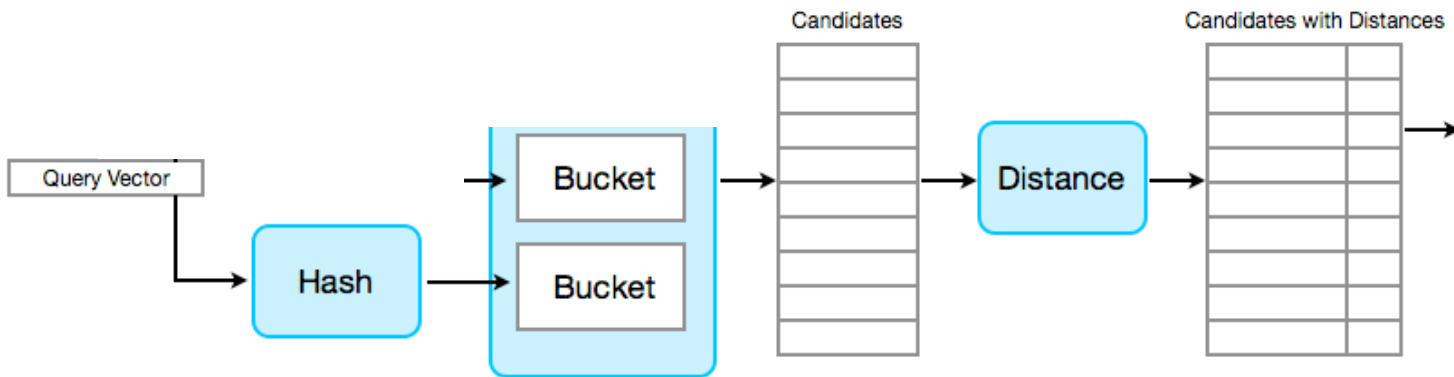 Candidates
Candidates with Distances
Query Vector
Hash
Bucket
Bucket
Distance